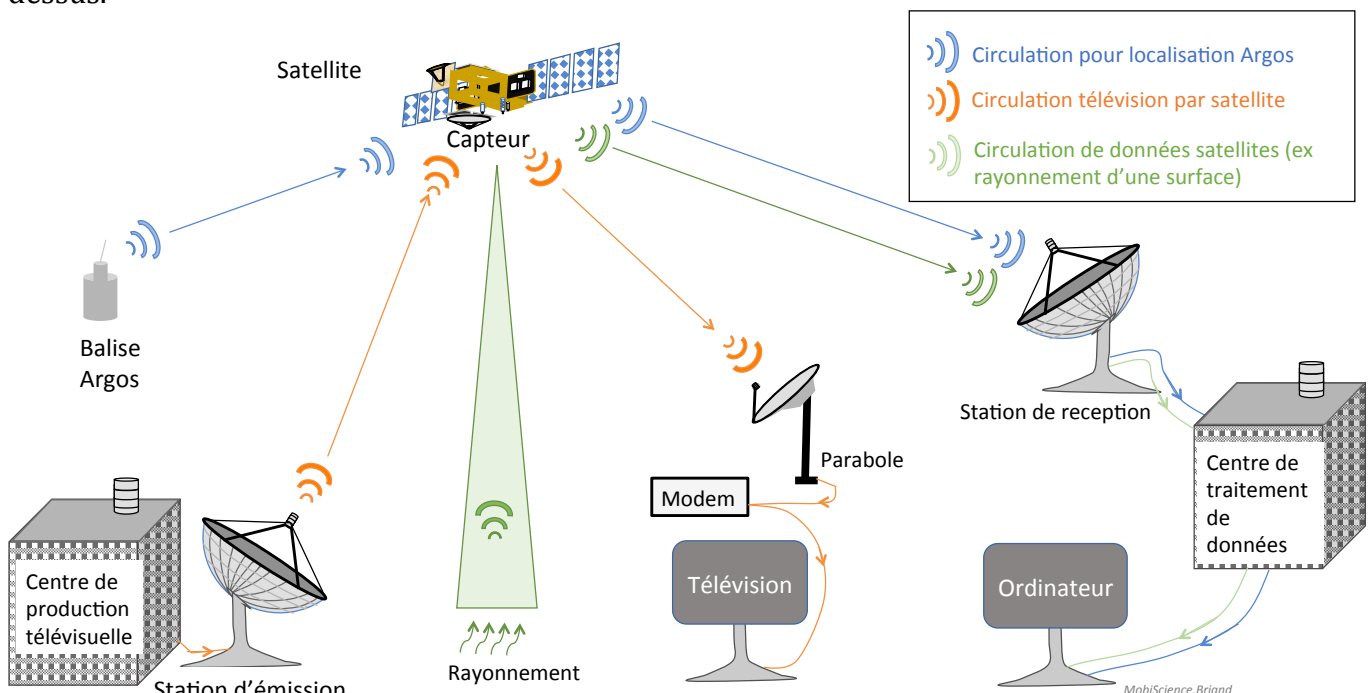 dessus.
Satellite
Capteur
Circulation pour localisation Argos
Circulation télévision par satellite
Circulation de données satellites (ex
rayonnement d'une surface)
Balise
Argos
Station de reception
Parabole
Modem
Centre de
traitement
de
données
Centre de
production
télévisuelle
Télévision
Ordinateur
Rayonnement
Station d'émission
MobiScience.Briand